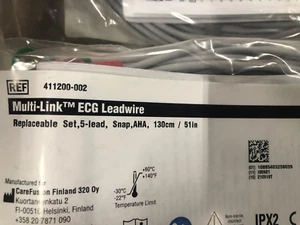 REF 411200-002
Multi-Link™ ECG Leadwire
Replaceable Set,5-lead, Snap,AHA, 130cm / 51in
+60°C
+140°F
-30°C
-22°F
Manufactured by
CareFusion Finland 320 Oy
Kuortaneenkatu 2
FI-00510 Helsinki, Finland
+358 20 7871 090
Temperature Limit
IPX2